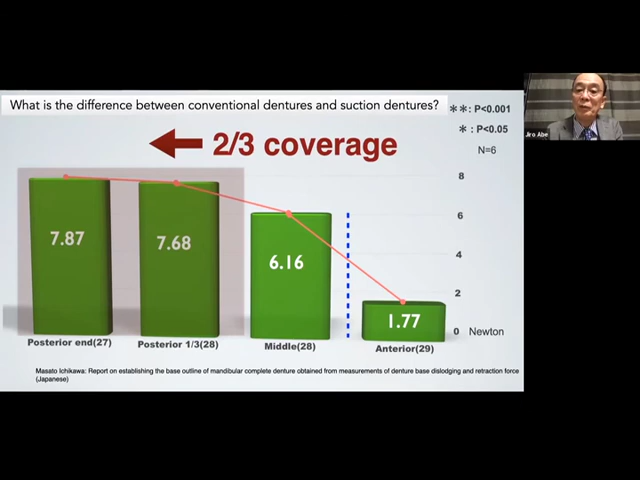 What is the difference between conventional dentures and suction dentures?
**: P<0.001
*: P<0.05
N=6
2/3 coverage
Jiro Abe
8
6
4
2
0 Newton
7.87
7.68
6.16
1.77
Posterior end(27)
Posterior 1/3(28)
Middle(28)
Anterior(29)
Masato Ichikawa: Report on establishing the base outline of mandibular complete denture obtained from measurements of denture base dislodging and retraction force
(Japanese)